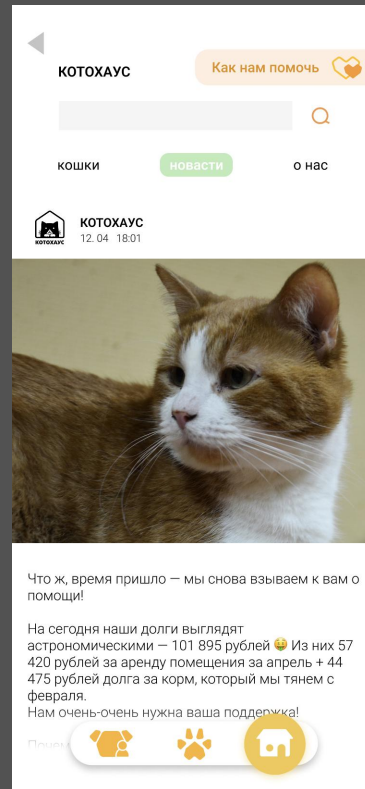 КОТОХАУС
Как нам помочь
кошки
новасти
о нас
КОТОХАУС
КОТОХАУС
12. 04 18:01
Что ж, время пришло — мы снова взываем к вам о
помощи!
На сегодня наши долги выглядят
астрономическими — 101 895 рублей 🤑 Из них 57
420 рублей за аренду помещения за апрель + 44
475 рублей долга за корм, который мы тянем с
февраля.
Нам очень-очень нужна ваша поддержка!